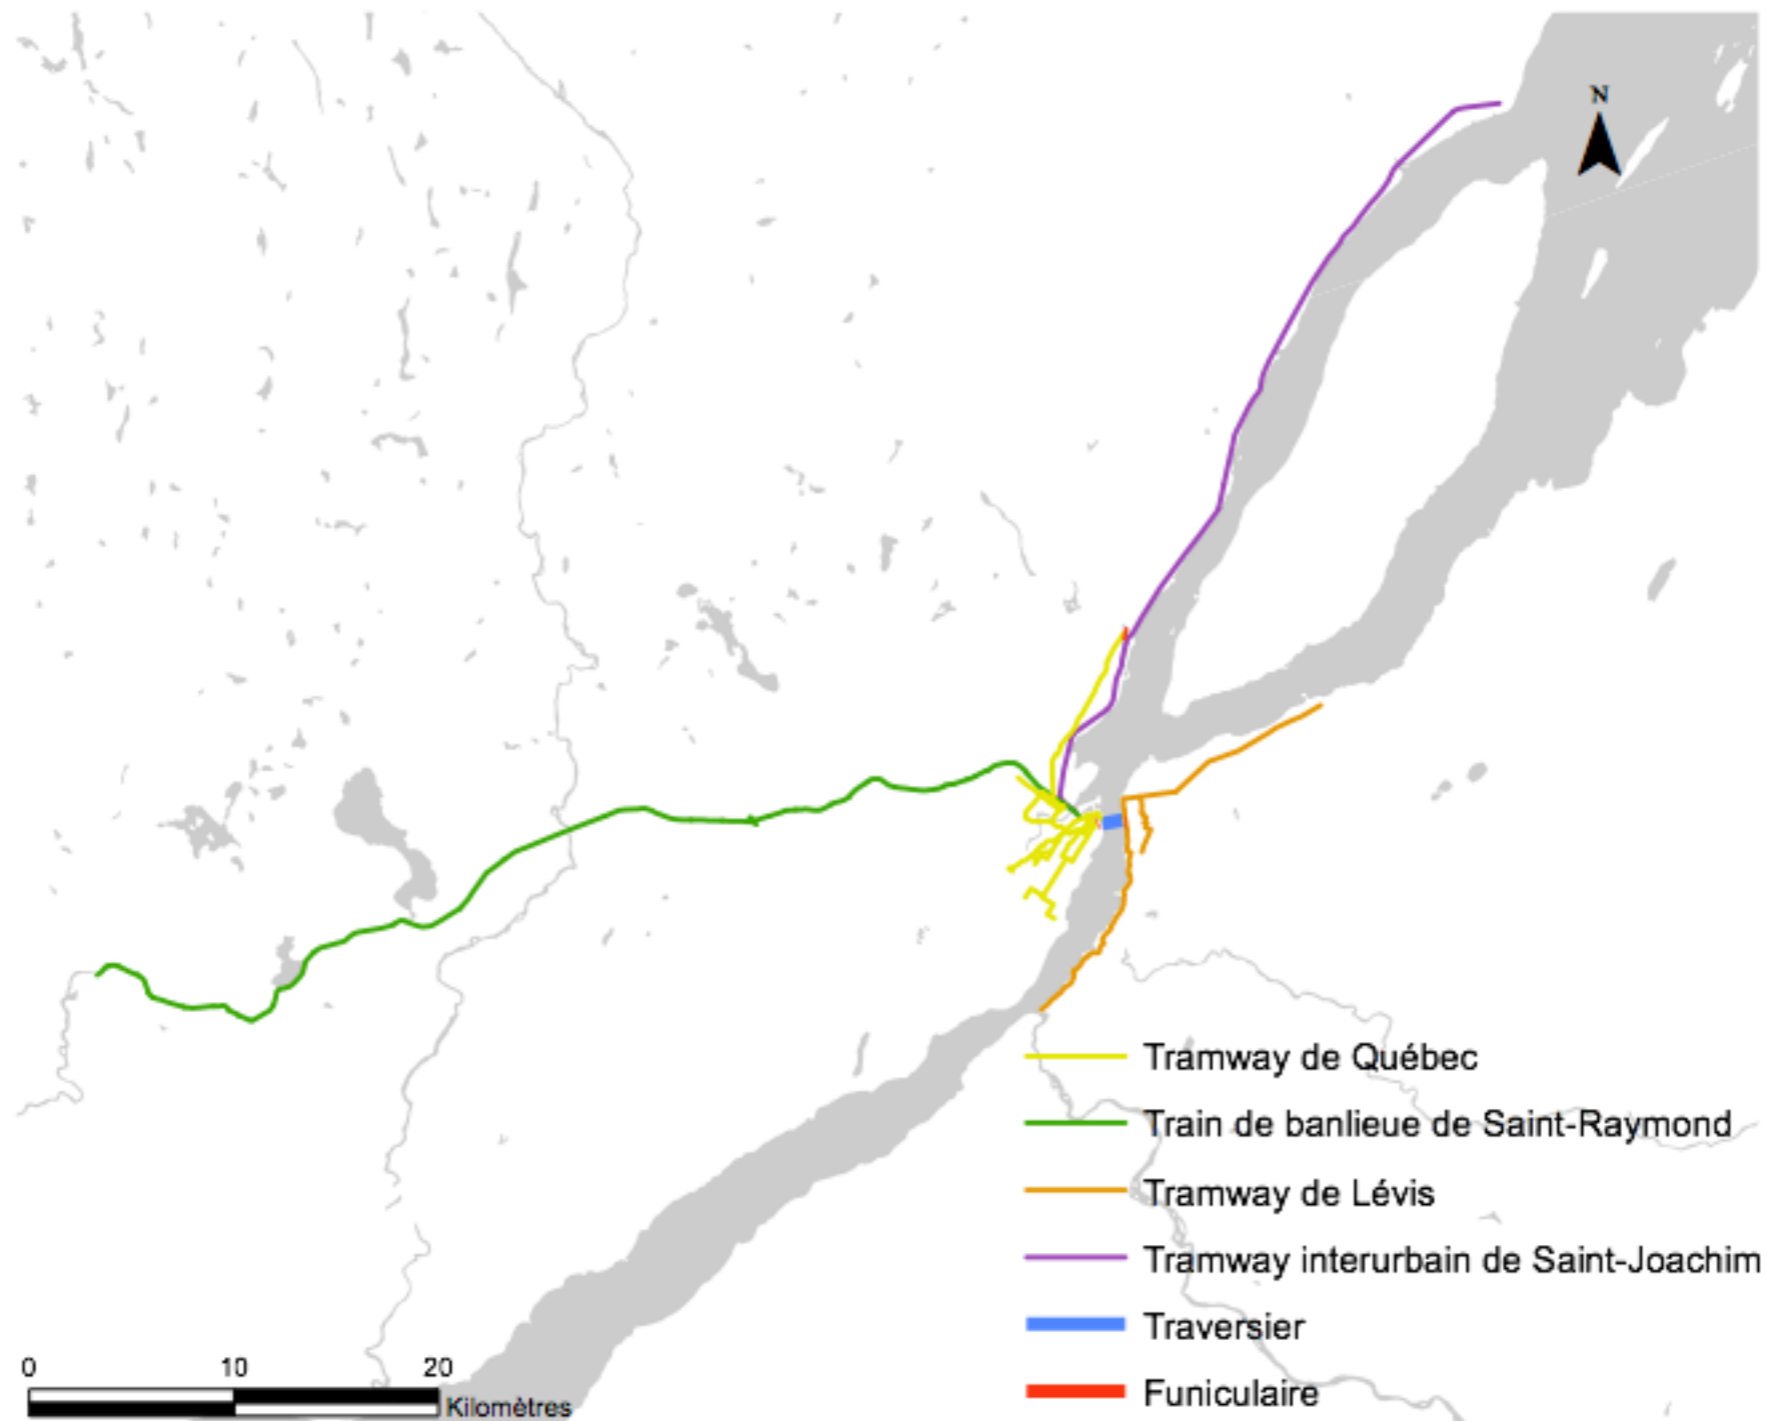 N
Tramway de Québec
Train de banlieue de Saint-Raymond
Tramway de Lévis
Tramway interurbain de Saint-Joachim
Traversier
Funiculaire
0 10 20
Kilomètres